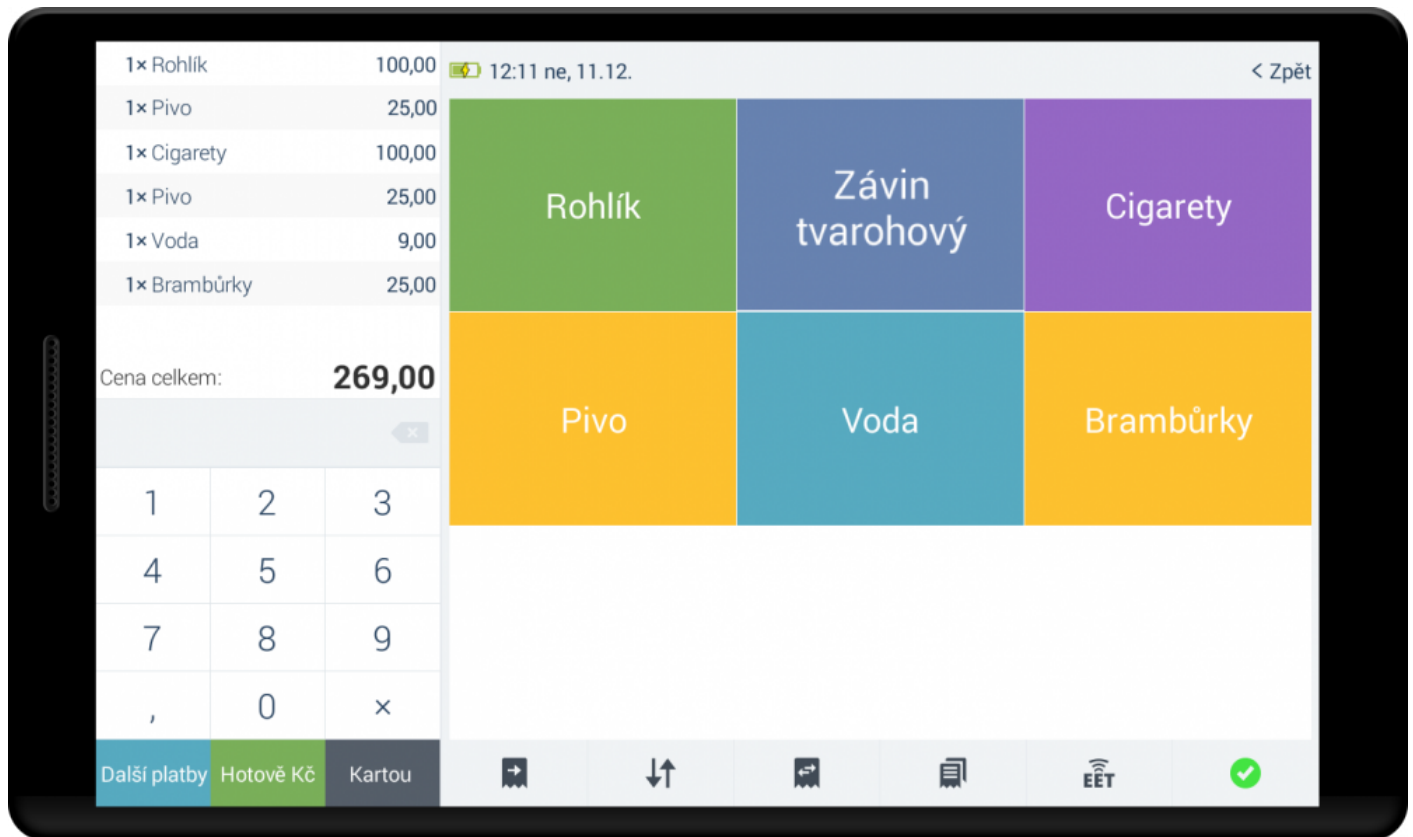 1× Rohlík 100,00
1× Pivo 25,00
1× Cigarety 100,00
1× Pivo 25,00
1× Voda 9,00
1× Brambůrky 25,00
Cena celkem: 269,00
1 2 3
4 5 6
7 8 9
, 0 ×
Další platby Hotově Kč Kartou
12:11 ne, 11.12. < Zpět
Rohlík
Závin
tvarohový
Cigarety
Pivo
Voda
Brambůrky
EET